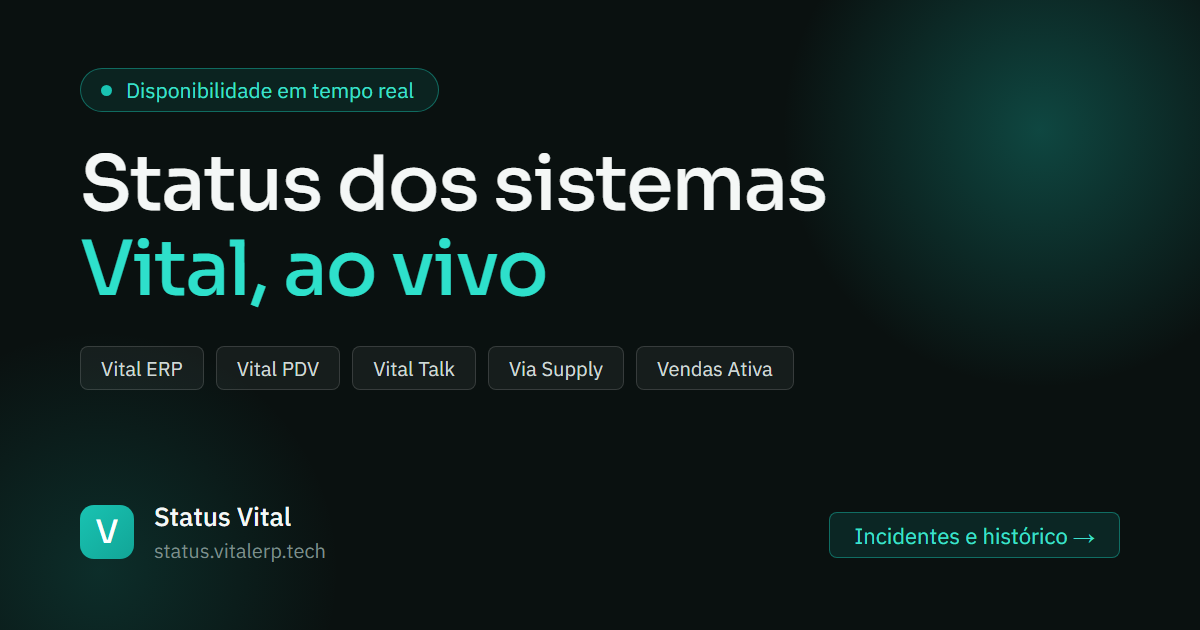 Disponibilidade em tempo real
Status dos sistemas
Vital, ao vivo
Vital ERP
Vital PDV
Vital Talk
Via Supply
Vendas Ativa
V
Status Vital
status.vitalerp.tech
Incidentes e histórico →